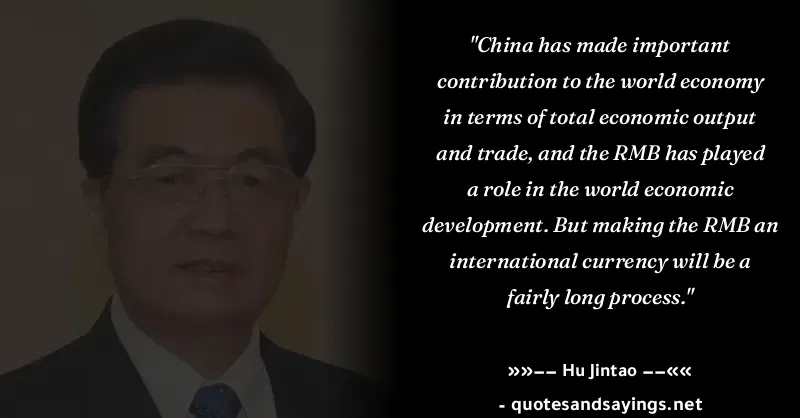 "China has made important
contribution to the world economy
in terms of total economic output
and trade, and the RMB has played
a role in the world economic
development. But making the RMB an
international currency will be a
fairly long process."
»»−− Hu Jintao −−««
- quotesandsayings.net